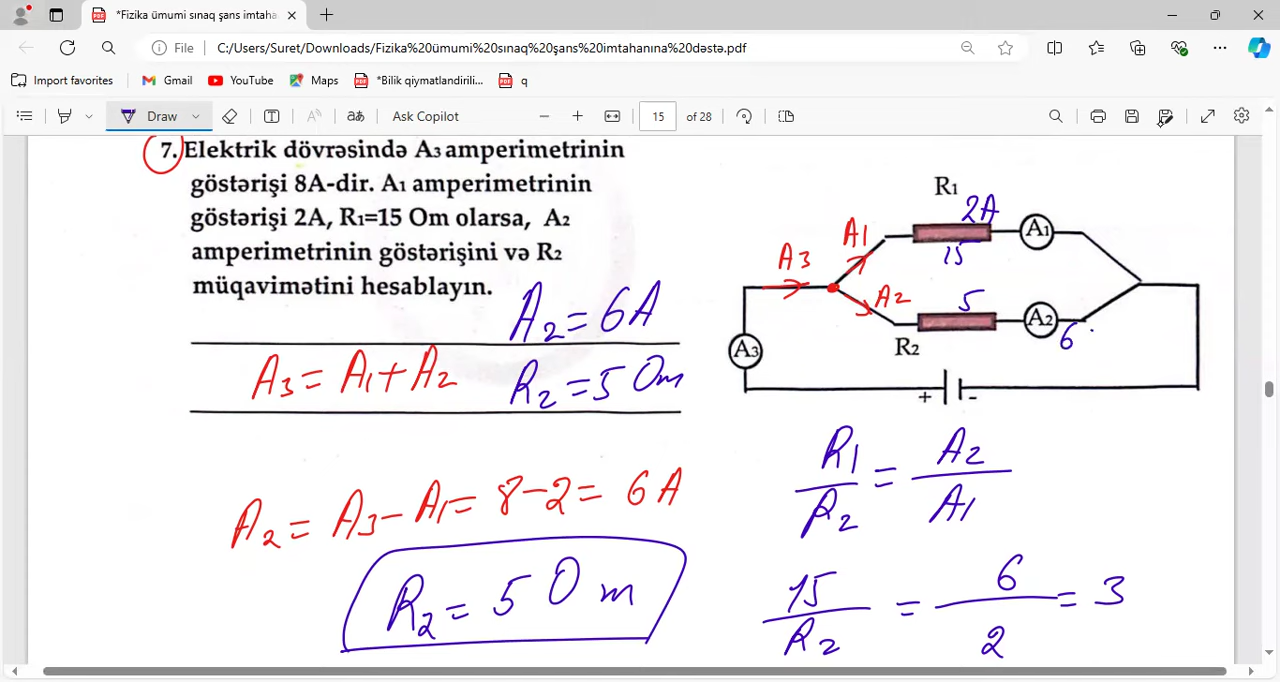 *Fizika ümumi sınaq şans imtaha
File C:/Users/Suret/Downloads/Fizika%20ümumi%20sınaq%20şans%20imtahanına%20dəstə.pdf
Import favorites Gmail YouTube Maps *Bilik qiymatlandirili... q
Draw aあ Ask Copilot 15 of 28
7. Elektrik dövrəsində A₃ amperimetrinin
göstərişi 8A-dir. A₁ amperimetrinin
göstərişi 2A, R₁=15 Om olarsa, A₂
amperimetrinin göstərişini və R₂
müqavimətini hesablayın.
A₂ = 6A
A₃ = A₁ + A₂
R₂ = 5 Om
A₂ = A₃ - A₁ = 8 - 2 = 6A
R₂ = 5 Om
R₁
2A
A₁
15
A1
A3
A2
5
A₂
6
R₂
A₃
+ -
R1/R2 = A2/A1
15/R2 = 6/2 = 3